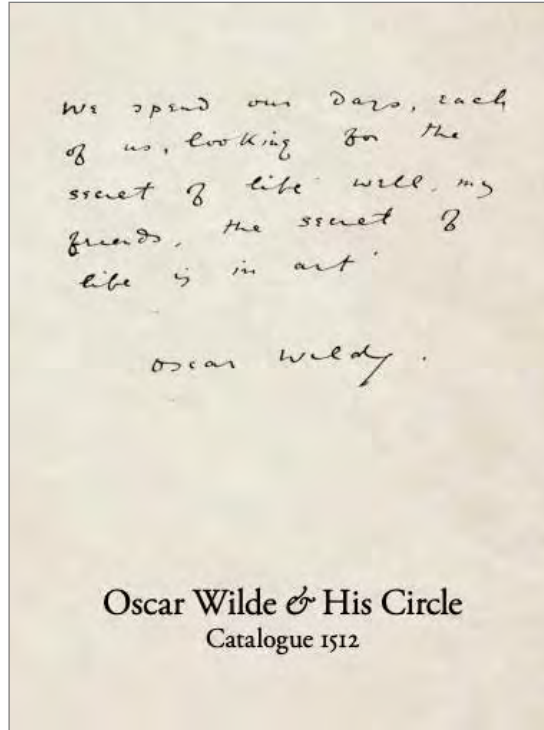 We spend our days, each
of us, looking for the
secret of life well, my
friends, the secret of
life is in art.
Oscar Wilde.
Oscar Wilde & His Circle
Catalogue 1512